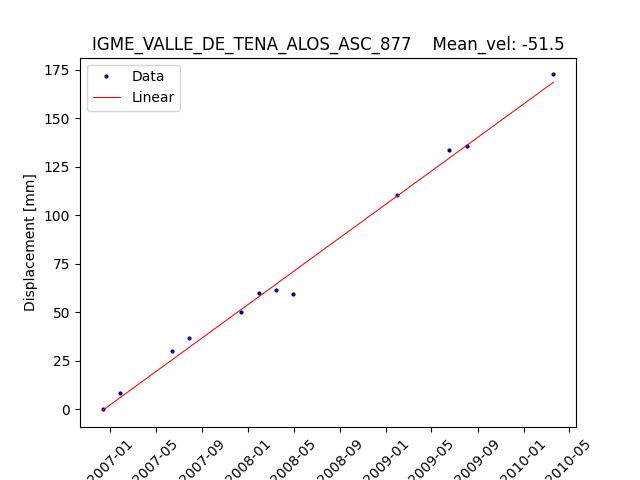 IGME_VALLE_DE_TENA_ALOS_ASC_877 Mean_vel: -51.5
Data
Linear
Displacement [mm]
175
150
125
100
75
50
25
0
2007-01 2007-05 2007-09 2008-01 2008-05 2008-09 2009-01 2009-05 2009-09 2010-01 2010-05